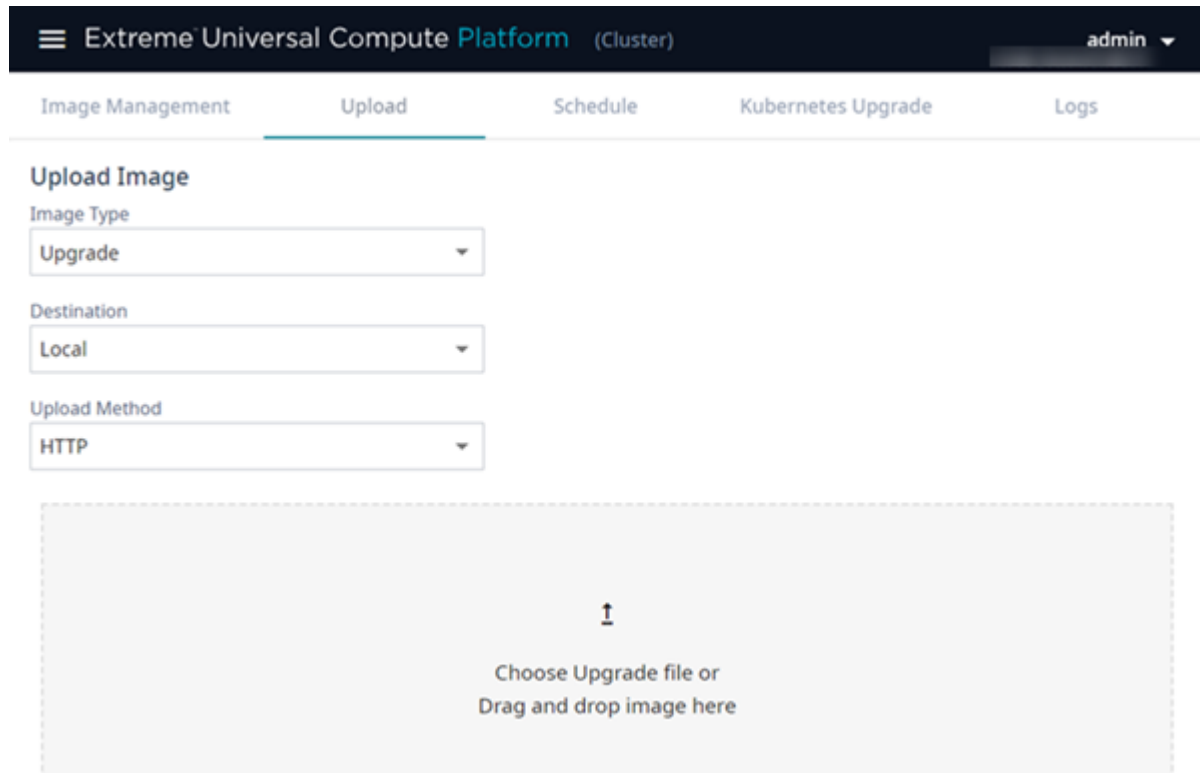 Extreme Universal Compute Platform (Cluster) admin
Image Management Upload Schedule Kubernetes Upgrade Logs
Upload Image
Image Type
Upgrade
Destination
Local
Upload Method
HTTP
Choose Upgrade file or
Drag and drop image here